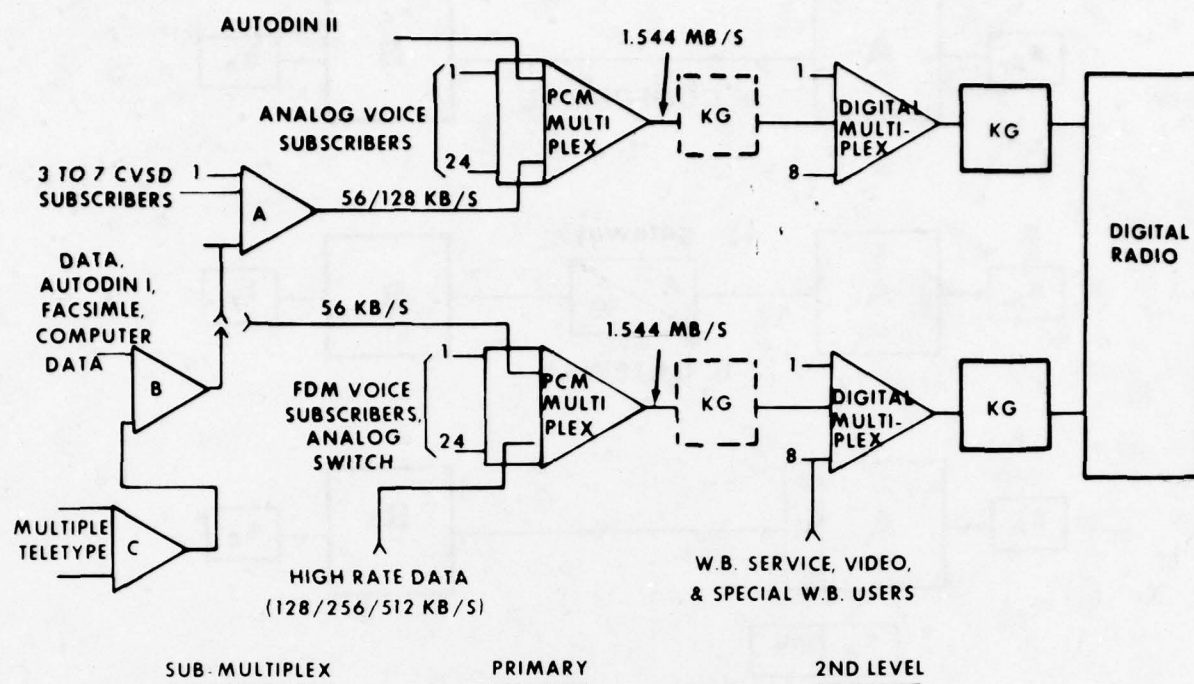 AUTODIN II
1.544 MB/S
1
ANALOG VOICE
SUBSCRIBERS
24
PCM
MULTI
PLEX
KG
1
DIGITAL
MULTI-
PLEX
8
KG
3 TO 7 CVSD
SUBSCRIBERS
1
A
56/128 KB/S
DIGITAL
RADIO
DATA,
AUTODIN I,
FACSIMLE,
COMPUTER
DATA
B
56 KB/S
1.544 MB/S
1
FDM VOICE
SUBSCRIBERS,
ANALOG
SWITCH
24
PCM
MULTI
PLEX
KG
1
DIGITAL
MULTI-
PLEX
8
KG
MULTIPLE
TELETYPE
C
HIGH RATE DATA
(128/256/512 KB/S)
W.B. SERVICE, VIDEO,
& SPECIAL W.B. USERS
SUB-MULTIPLEX
PRIMARY
2ND LEVEL